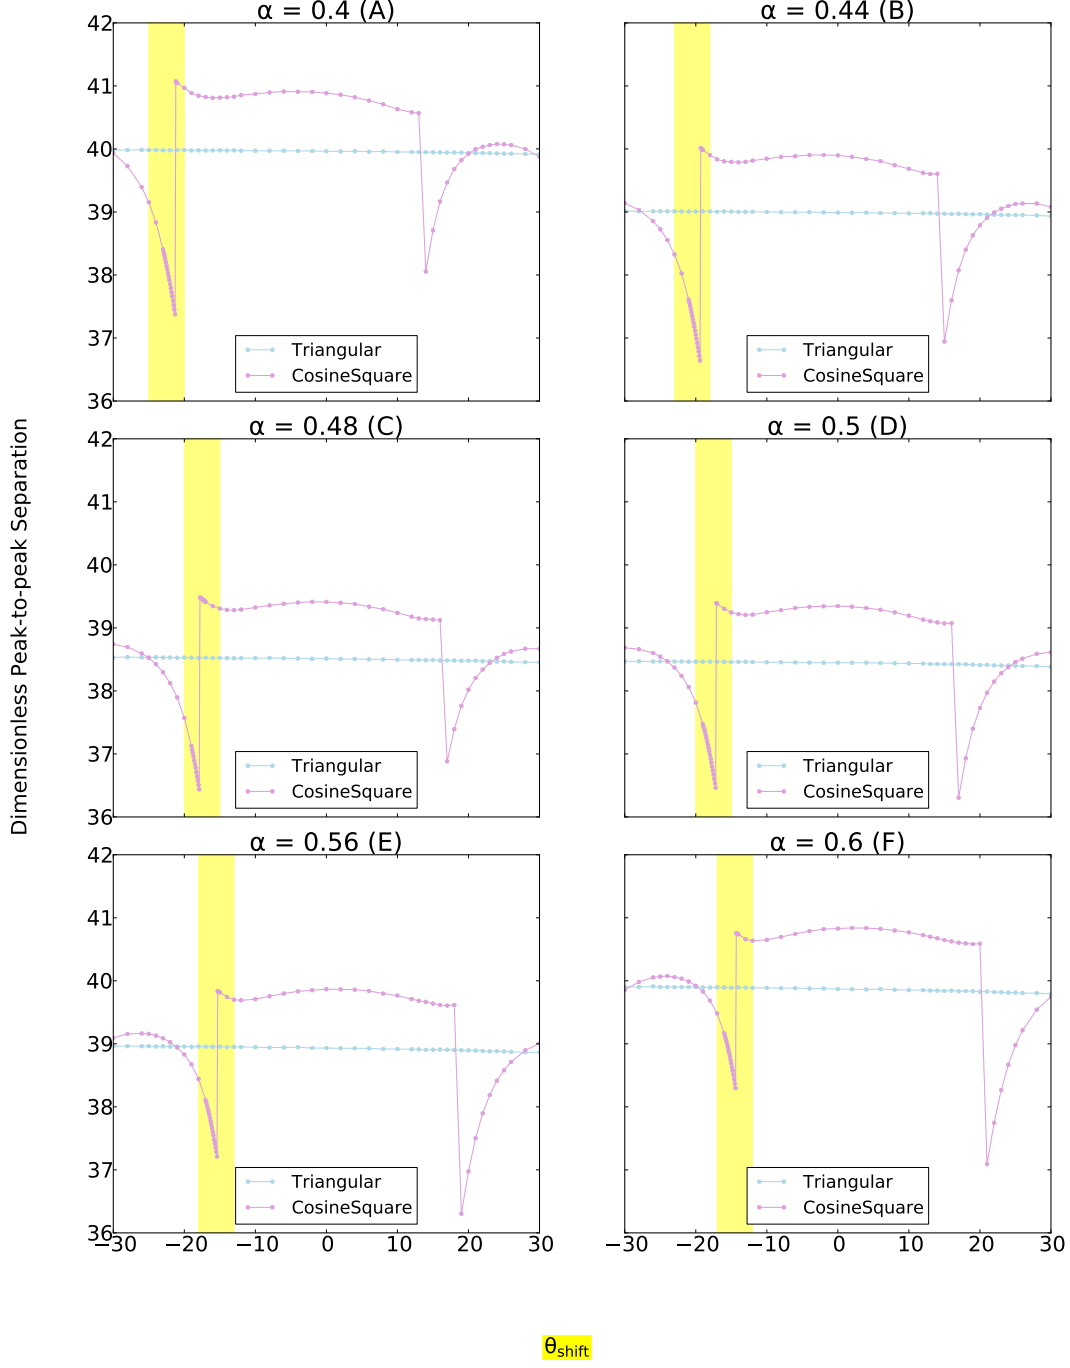 α = 0.4 (A)
α = 0.44 (B)
42
41
40
39
38
37
36
Triangular
CosineSquare
Triangular
CosineSquare
Dimensionless Peak-to-peak Separation
α = 0.48 (C)
α = 0.5 (D)
42
41
40
39
38
37
36
Triangular
CosineSquare
Triangular
CosineSquare
α = 0.56 (E)
α = 0.6 (F)
42
41
40
39
38
37
36
Triangular
CosineSquare
Triangular
CosineSquare
−30 −20 −10 0 10 20 30
−30 −20 −10 0 10 20 30
θshift